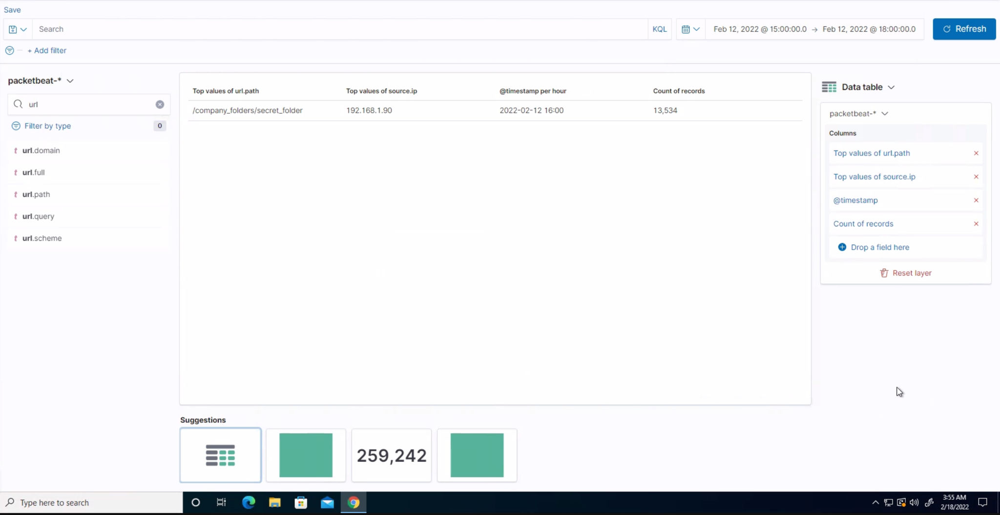 Save
Search
KQL
Feb 12, 2022 @ 15:00:00.0 → Feb 12, 2022 @ 18:00:00.0
Refresh
+ Add filter
packetbeat-*
url
Filter by type 0
url.domain
url.full
url.path
url.query
url.scheme
Top values of url.path Top values of source.ip @timestamp per hour Count of records
/company_folders/secret_folder 192.168.1.90 2022-02-12 16:00 13,534
Data table
packetbeat-*
Columns
Top values of url.path
Top values of source.ip
@timestamp
Count of records
Drop a field here
Reset layer
Suggestions
259,242
Type here to search
3:55 AM
2/18/2022